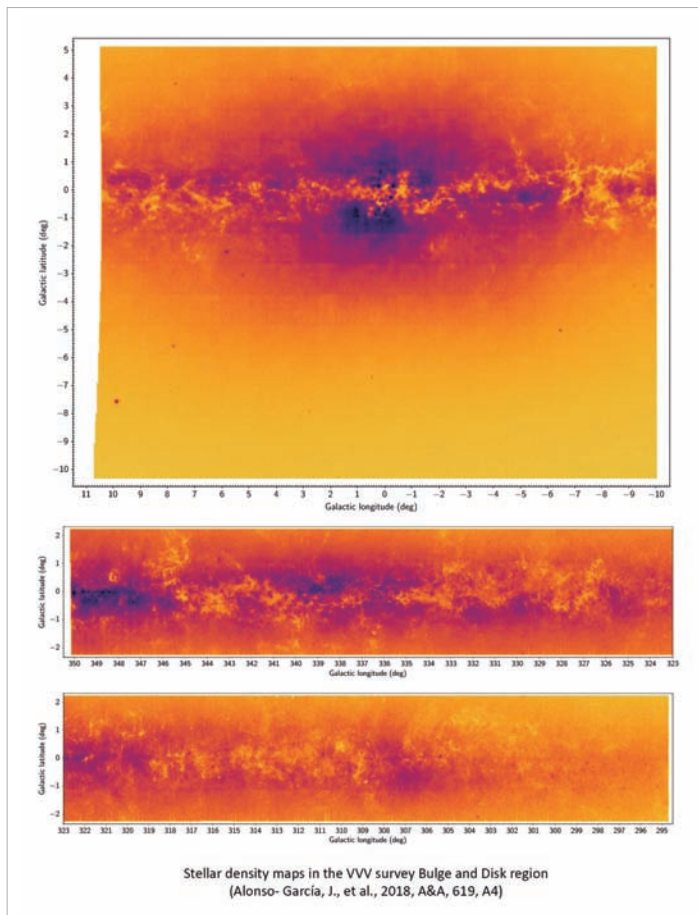 5
4
3
2
1
0
−1
−2
−3
−4
−5
−6
−7
−8
−9
−10
Galactic latitude (deg)
11 10 9 8 7 6 5 4 3 2 1 0 −1 −2 −3 −4 −5 −6 −7 −8 −9 −10
Galactic longitude (deg)
2
1
0
−1
−2
Galactic latitude (deg)
350 349 348 347 346 345 344 343 342 341 340 339 338 337 336 335 334 333 332 331 330 329 328 327 326 325 324 323
Galactic longitude (deg)
2
1
0
−1
−2
Galactic latitude (deg)
323 322 321 320 319 318 317 316 315 314 313 312 311 310 309 308 307 306 305 304 303 302 301 300 299 298 297 296 295
Galactic longitude (deg)
Stellar density maps in the VVV survey Bulge and Disk region
(Alonso- García, J., et al., 2018, A&A, 619, A4)